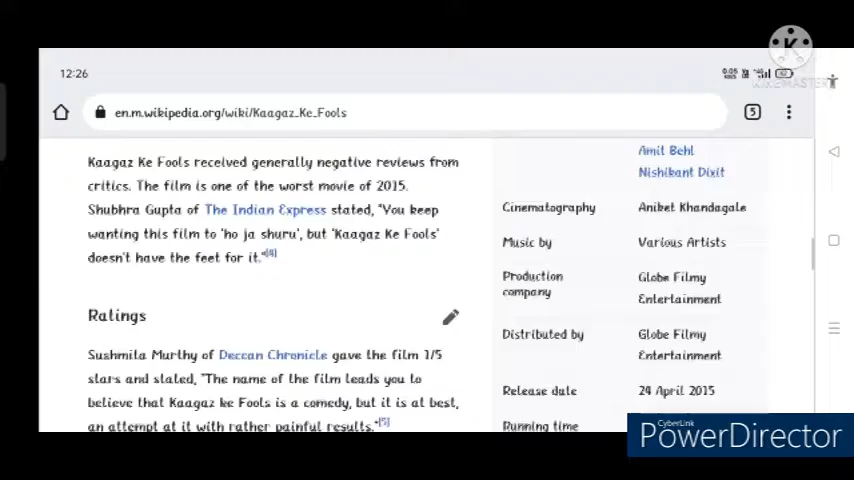 12:26
0.05
62
KINEMASTER
en.m.wikipedia.org/wiki/Kaagaz_Ke_Fools
5
Kaagaz Ke Fools received generally negative reviews from
critics. The film is one of the worst movie of 2015.
Shubhra Gupta of The Indian Express stated, "You keep
wanting this film to 'ho ja shuru', but 'Kaagaz Ke Fools'
doesn't have the feet for it."[4]
Ratings
Sushmita Murthy of Deccan Chronicle gave the film 1/5
stars and stated, "The name of the film leads you to
believe that Kaagaz ke Fools is a comedy, but it is at best,
an attempt at it with rather painful results."[5]
Amit Behl
Nishikant Dixit
Cinematography Aniket Khandagale
Music by Various Artists
Production company Globe Filmy
Entertainment
Distributed by Globe Filmy
Entertainment
Release date 24 April 2015
Running time
CyberLink
PowerDirector